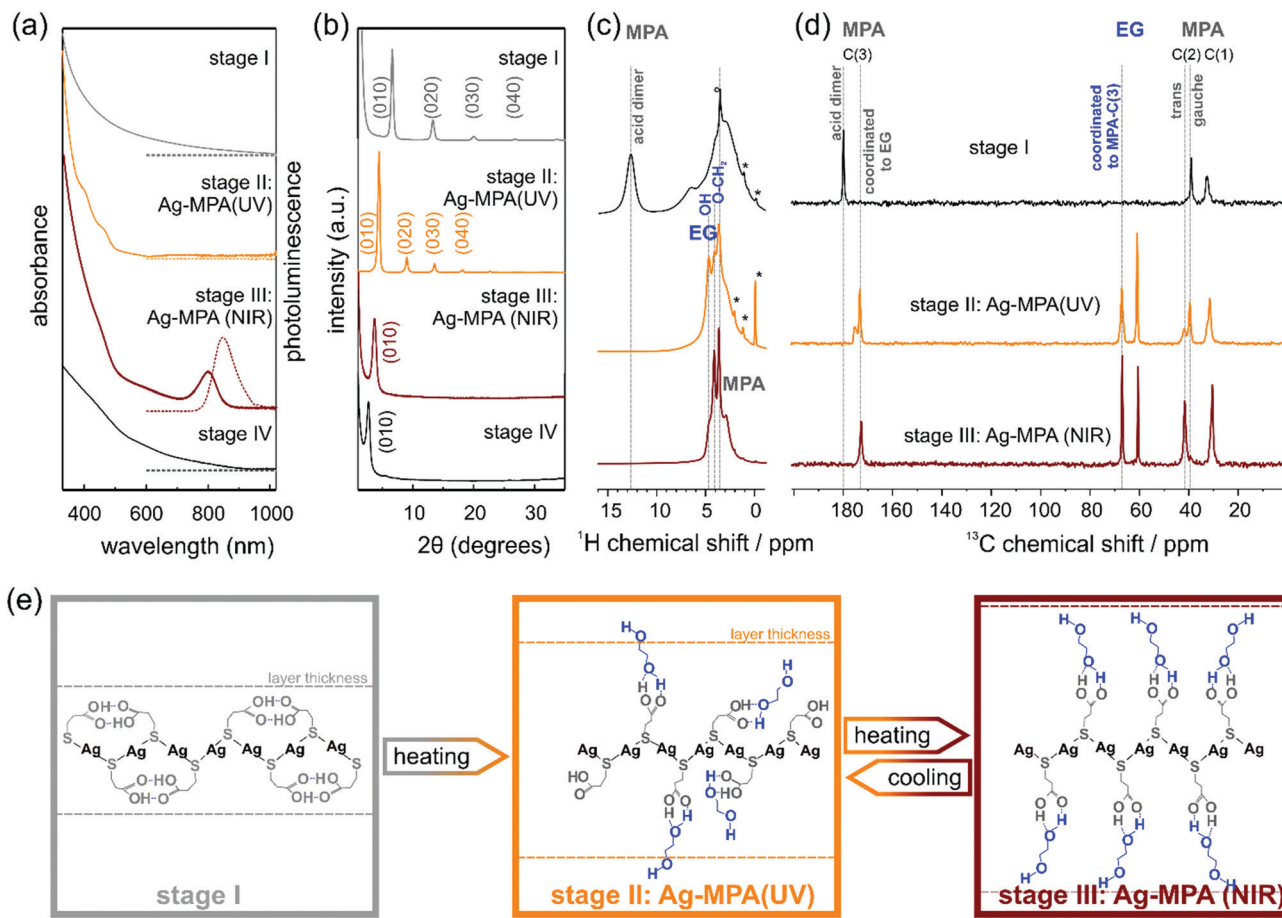 (a)
stage I
stage II:
Ag-MPA(UV)
stage III:
Ag-MPA (NIR)
stage IV
absorbance
photoluminescence
400
600
800
1020
wavelength (nm)
(b)
stage I
(010)
(020)
(030)
(040)
stage II:
Ag-MPA(UV)
(010)
(020)
(030)
(040)
stage III:
Ag-MPA (NIR)
(010)
stage IV
(010)
intensity (a.u.)
10
20
30
2θ (degrees)
(c)
MPA
acid dimer
°
*
*
OH
O-CH₂
EG
*
*
*
MPA
15
10
5
0
¹H chemical shift / ppm
(d)
MPA
EG
MPA
C(3)
C(2) C(1)
acid dimer
coordinated
to EG
coordinated
to MPA-C(3)
trans
gauche
stage I
stage II: Ag-MPA(UV)
stage III: Ag-MPA (NIR)
180
160
140
120
100
80
60
40
20
¹³C chemical shift / ppm
(e)
layer thickness
stage I
heating
layer thickness
stage II: Ag-MPA(UV)
heating
cooling
stage III: Ag-MPA (NIR)